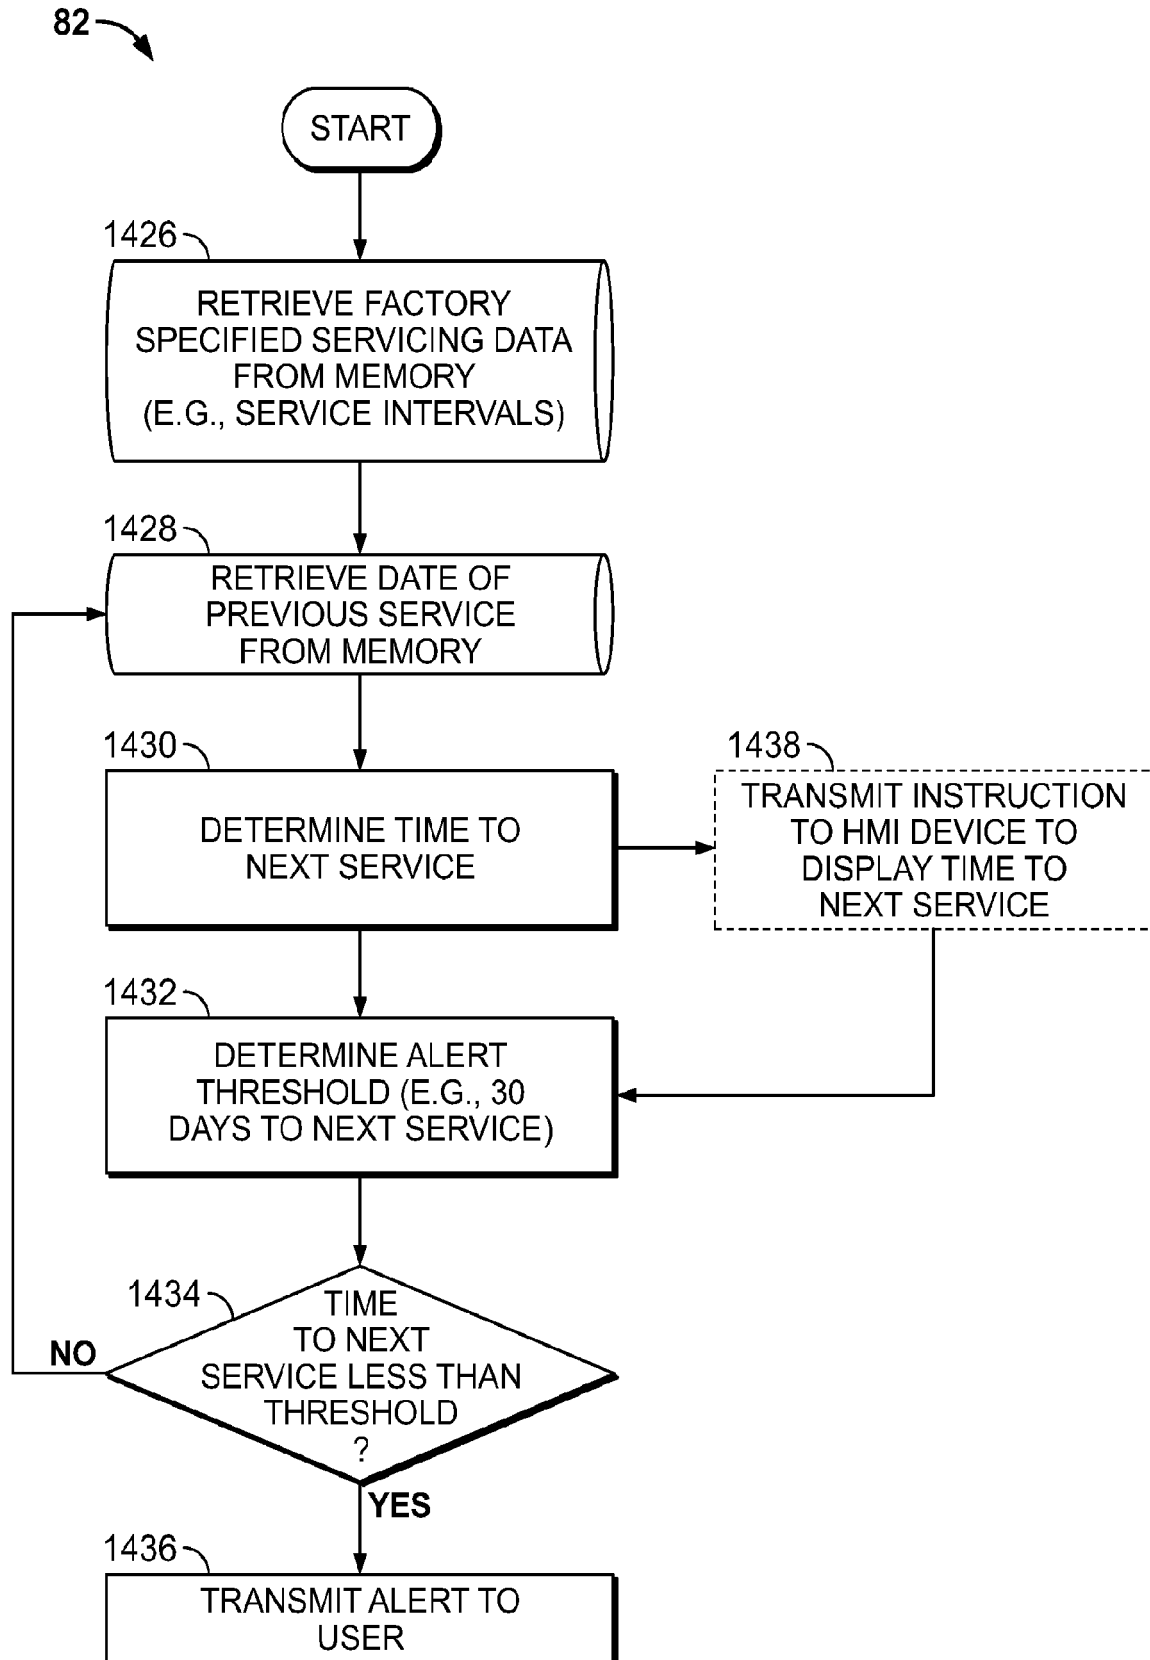 82
START
1426
RETRIEVE FACTORY
SPECIFIED SERVICING DATA
FROM MEMORY
(E.G., SERVICE INTERVALS)
1428
RETRIEVE DATE OF
PREVIOUS SERVICE
FROM MEMORY
1430
DETERMINE TIME TO
NEXT SERVICE
1438
TRANSMIT INSTRUCTION
TO HMI DEVICE TO
DISPLAY TIME TO
NEXT SERVICE
1432
DETERMINE ALERT
THRESHOLD (E.G., 30
DAYS TO NEXT SERVICE)
1434
TIME
TO NEXT
SERVICE LESS THAN
THRESHOLD
?
NO
YES
1436
TRANSMIT ALERT TO
USER